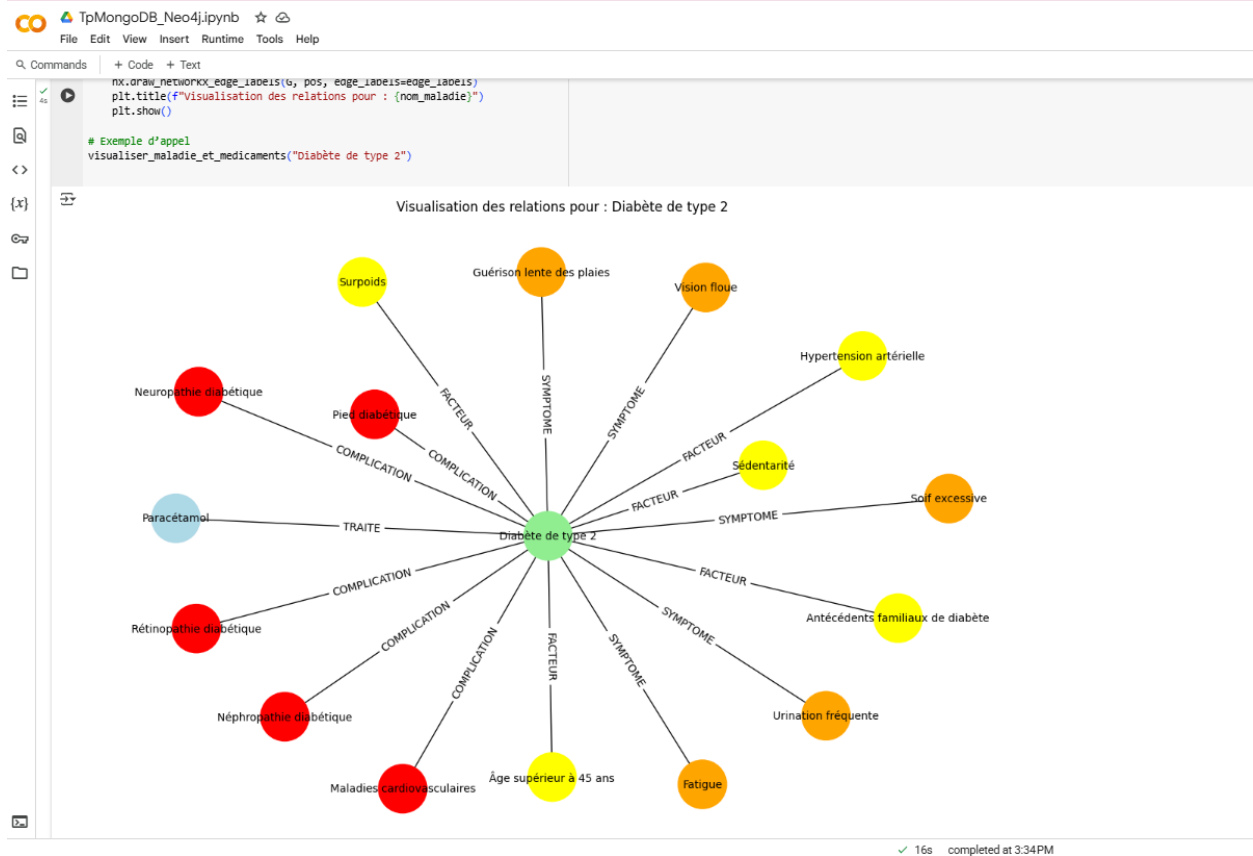 TpMongoDB_Neo4j.ipynb
File Edit View Insert Runtime Tools Help
Commands + Code + Text
4s
nx.draw_networkx_edge_labels(G, pos, edge_labels=edge_labels)
plt.title(f"Visualisation des relations pour : {nom_maladie}")
plt.show()
# Exemple d’appel
visualiser_maladie_et_medicaments("Diabète de type 2")
{x}
Visualisation des relations pour : Diabète de type 2
Guérison lente des plaies
Surpoids
Vision floue
Hypertension artérielle
Neuropathie diabétique
SYMPTOME
FACTEUR
SYMPTOME
Pied diabétique
FACTEUR
COMPLICATION
COMPLICATION
Sédentarité
FACTEUR
Soif excessive
SYMPTOME
Paracétamol
TRAITE
Diabète de type 2
COMPLICATION
FACTEUR
Antécédents familiaux de diabète
Rétinopathie diabétique
COMPLICATION
SYMPTOME
COMPLICATION
FACTEUR
SYMPTOME
Néphropathie diabétique
Urination fréquente
Âge supérieur à 45 ans
Maladies cardiovasculaires
Fatigue
16s completed at 3:34 PM